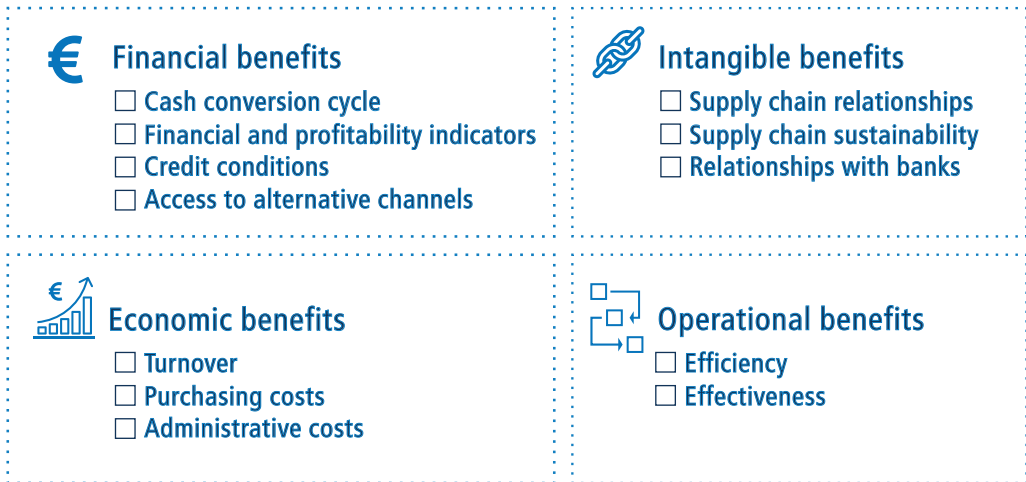 € Financial benefits
Cash conversion cycle
Financial and profitability indicators
Credit conditions
Access to alternative channels
Intangible benefits
Supply chain relationships
Supply chain sustainability
Relationships with banks
€
Economic benefits
Turnover
Purchasing costs
Administrative costs
Operational benefits
Efficiency
Effectiveness